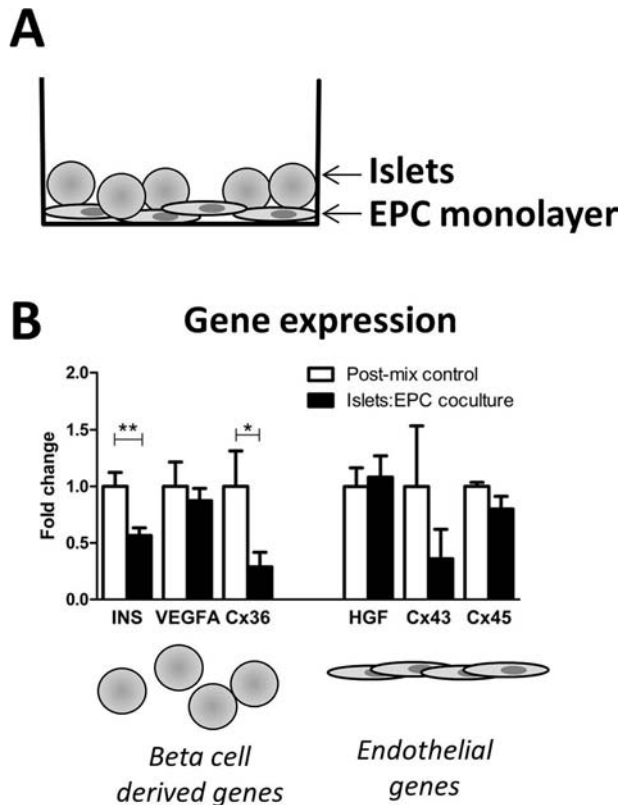 A
Islets
EPC monolayer
B
Gene expression
Post-mix control
Islets:EPC coculture
Fold change
2.0
1.5
1.0
0.5
0.0
**
*
INS VEGFA Cx36 HGF Cx43 Cx45
Beta cell
derived genes
Endothelial
genes